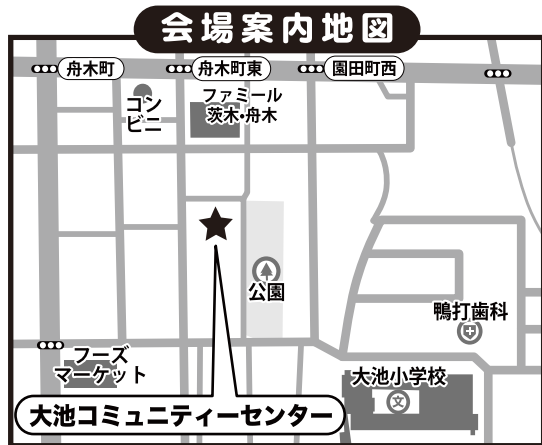 会場案内地図
舟木町
舟木町東
園田町西
コン
ビニ
ファミール
茨木・舟木
公園
鴨打歯科
フーズ
マーケット
大池小学校
文
大池コミュニティーセンター